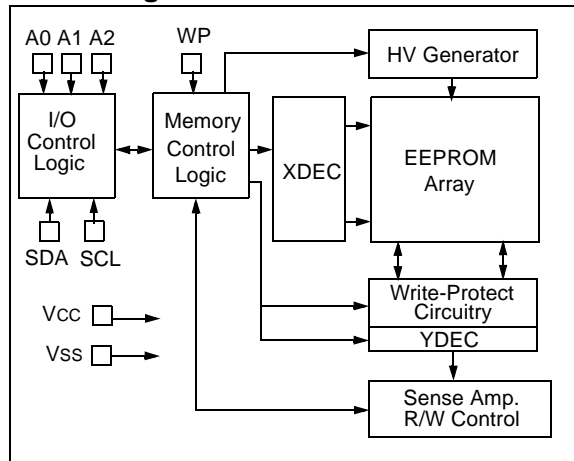 A0 A1 A2
WP
HV Generator
I/O
Control
Logic
Memory
Control
Logic
XDEC
EEPROM
Array
SDA SCL
Write-Protect
Circuitry
YDEC
VCC
VSS
Sense Amp.
R/W Control